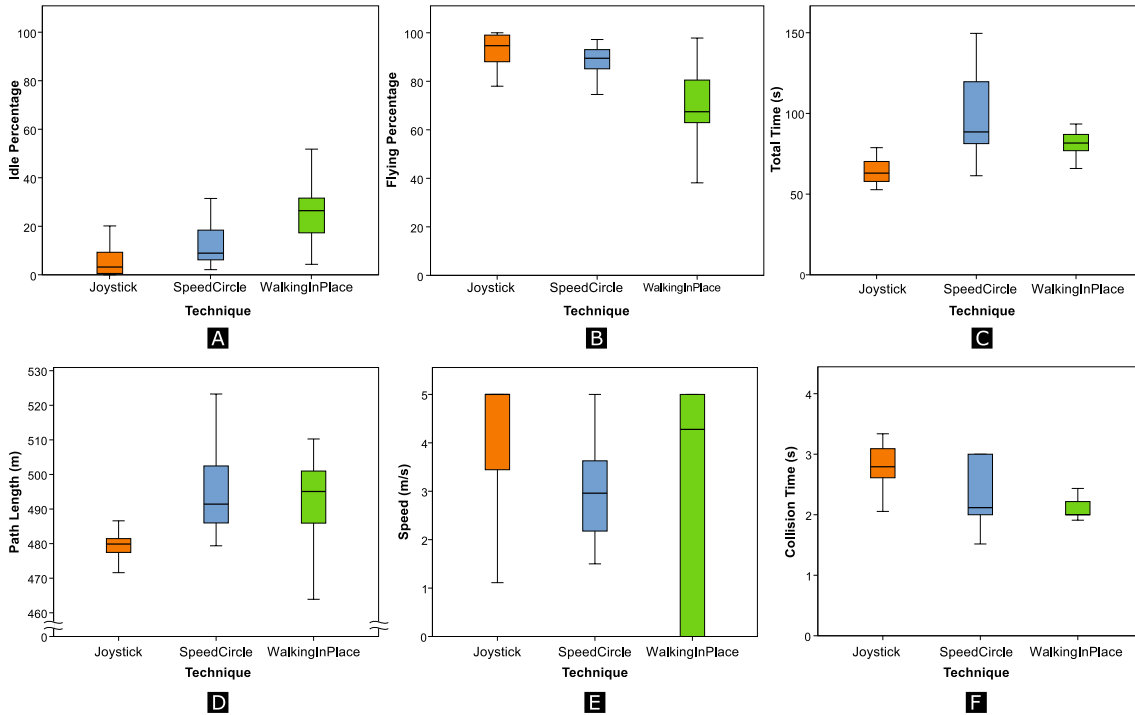 Idle Percentage
100
80
60
40
20
0
Joystick SpeedCircle WalkingInPlace
Technique
A
Flying Percentage
100
80
60
40
20
0
Joystick SpeedCircle WalkingInPlace
Technique
B
Total Time (s)
150
100
50
0
Joystick SpeedCircle WalkingInPlace
Technique
C
Path Length (m)
530
520
510
500
490
480
470
460
0
Joystick SpeedCircle WalkingInPlace
Technique
D
Speed (m/s)
5
4
3
2
1
0
Joystick SpeedCircle WalkingInPlace
Technique
E
Collision Time (s)
4
3
2
1
0
Joystick SpeedCircle WalkingInPlace
Technique
F